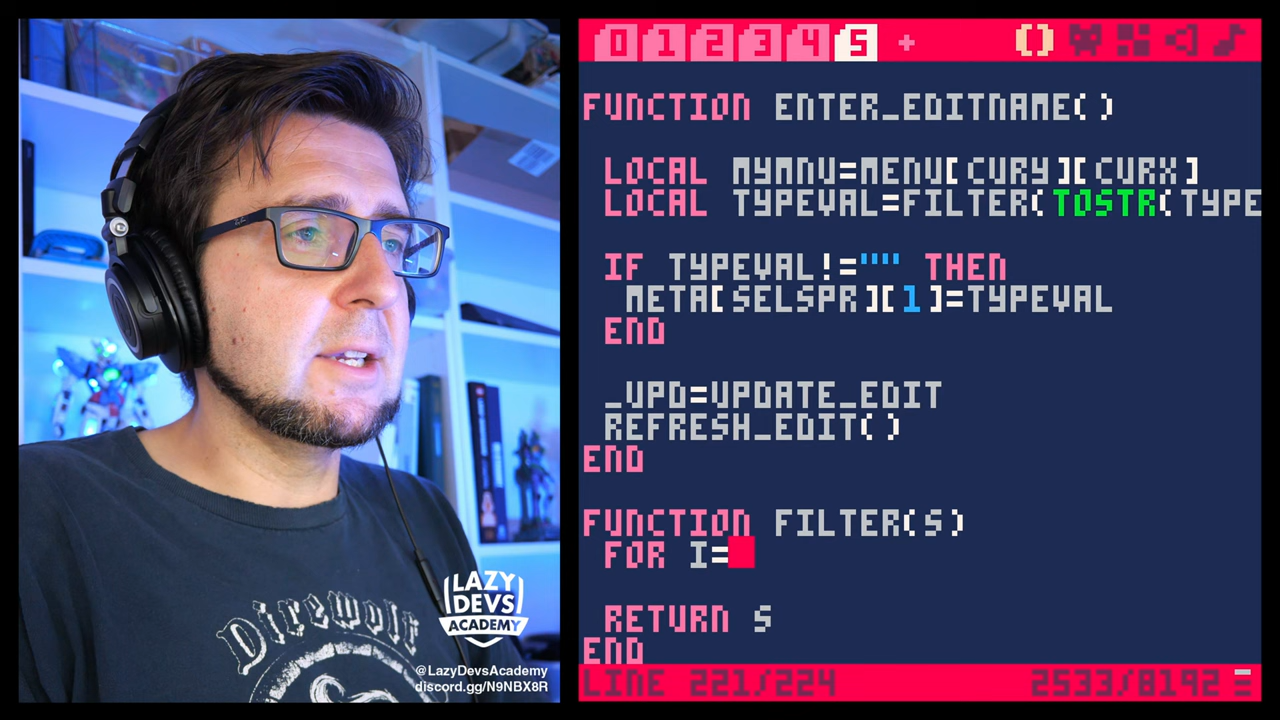 Direwolf
LAZY
DEVS
ACADEMY
@LazyDevsAcademy
discord.gg/N9NBX8R
0 1 2 3 4 5 +
FUNCTION ENTER_EDITNAME()
LOCAL MYMNU=MENU[CURY][CURX]
LOCAL TYPEVAL=FILTER(TOSTR(TYPE
IF TYPEVAL!="" THEN
META[SELSPR][1]=TYPEVAL
END
_UPD=UPDATE_EDIT
REFRESH_EDIT()
END
FUNCTION FILTER(S)
FOR I=
RETURN S
END
LINE 221/224 2533/8192